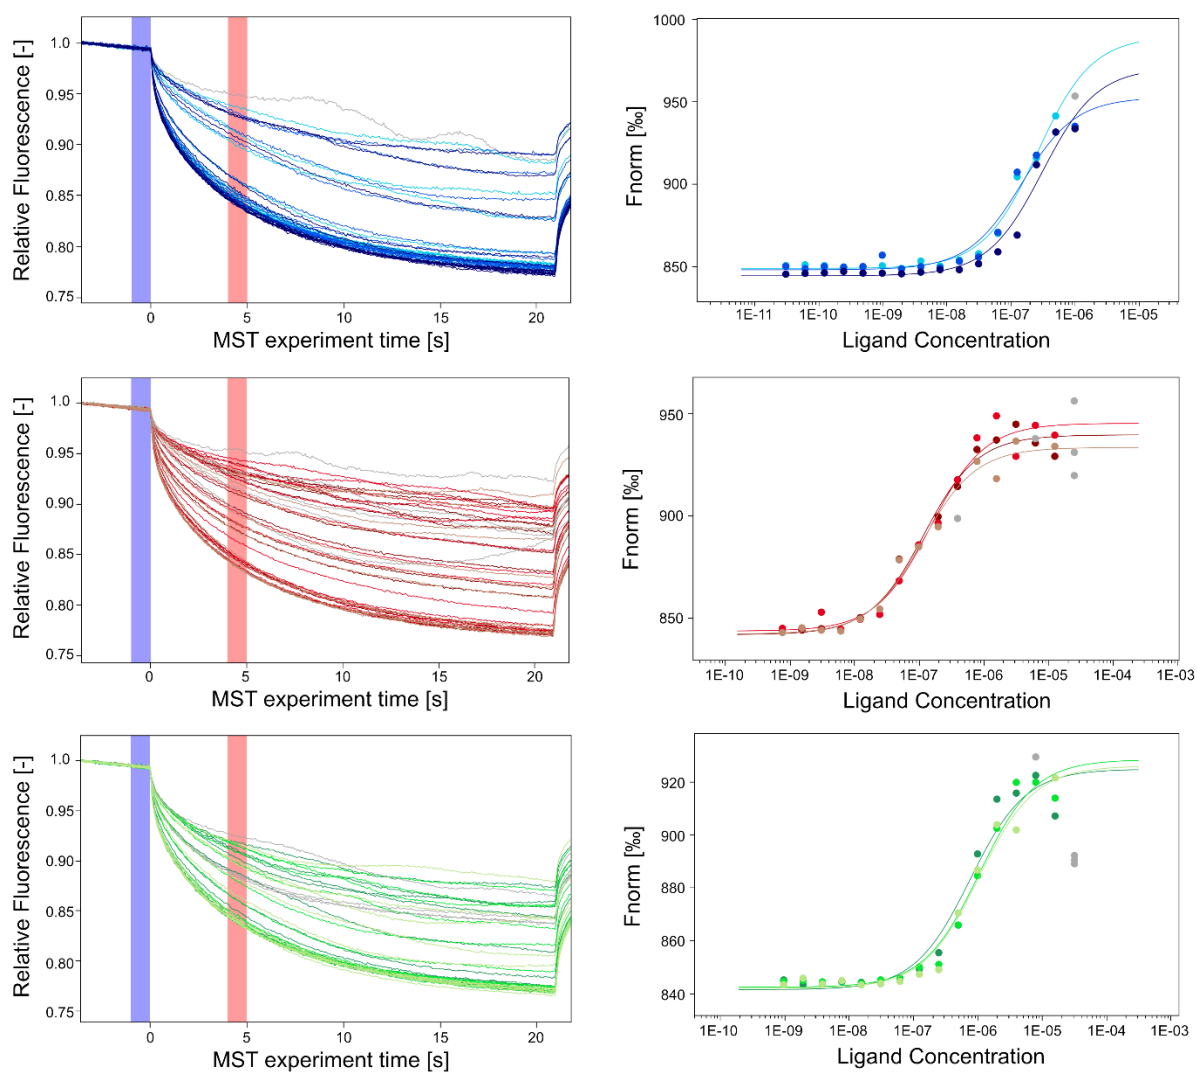 Relative Fluorescence [-]
1.0
0.95
0.90
0.85
0.80
0.75
0 5 10 15 20
MST experiment time [s]
Fnorm [‰]
1000
950
900
850
1E-11 1E-10 1E-09 1E-08 1E-07 1E-06 1E-05
Ligand Concentration
Relative Fluorescence [-]
1.0
0.95
0.90
0.85
0.80
0.75
0 5 10 15 20
MST experiment time [s]
Fnorm [‰]
950
900
850
1E-10 1E-09 1E-08 1E-07 1E-06 1E-05 1E-04 1E-03
Ligand Concentration
Relative Fluorescence [-]
1.0
0.95
0.90
0.85
0.80
0.75
0 5 10 15 20
MST experiment time [s]
Fnorm [‰]
920
900
880
860
840
1E-10 1E-09 1E-08 1E-07 1E-06 1E-05 1E-04 1E-03
Ligand Concentration